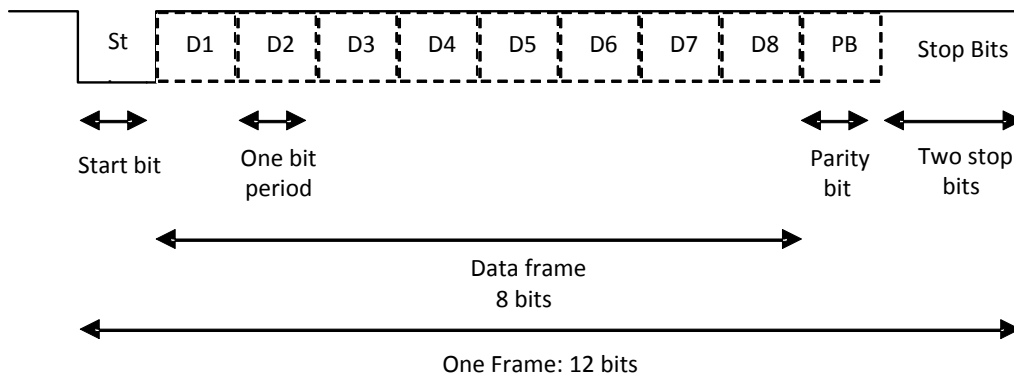 St D1 D2 D3 D4 D5 D6 D7 D8 PB Stop Bits
Start bit
One bit
period
Parity
bit
Two stop
bits
Data frame
8 bits
One Frame: 12 bits